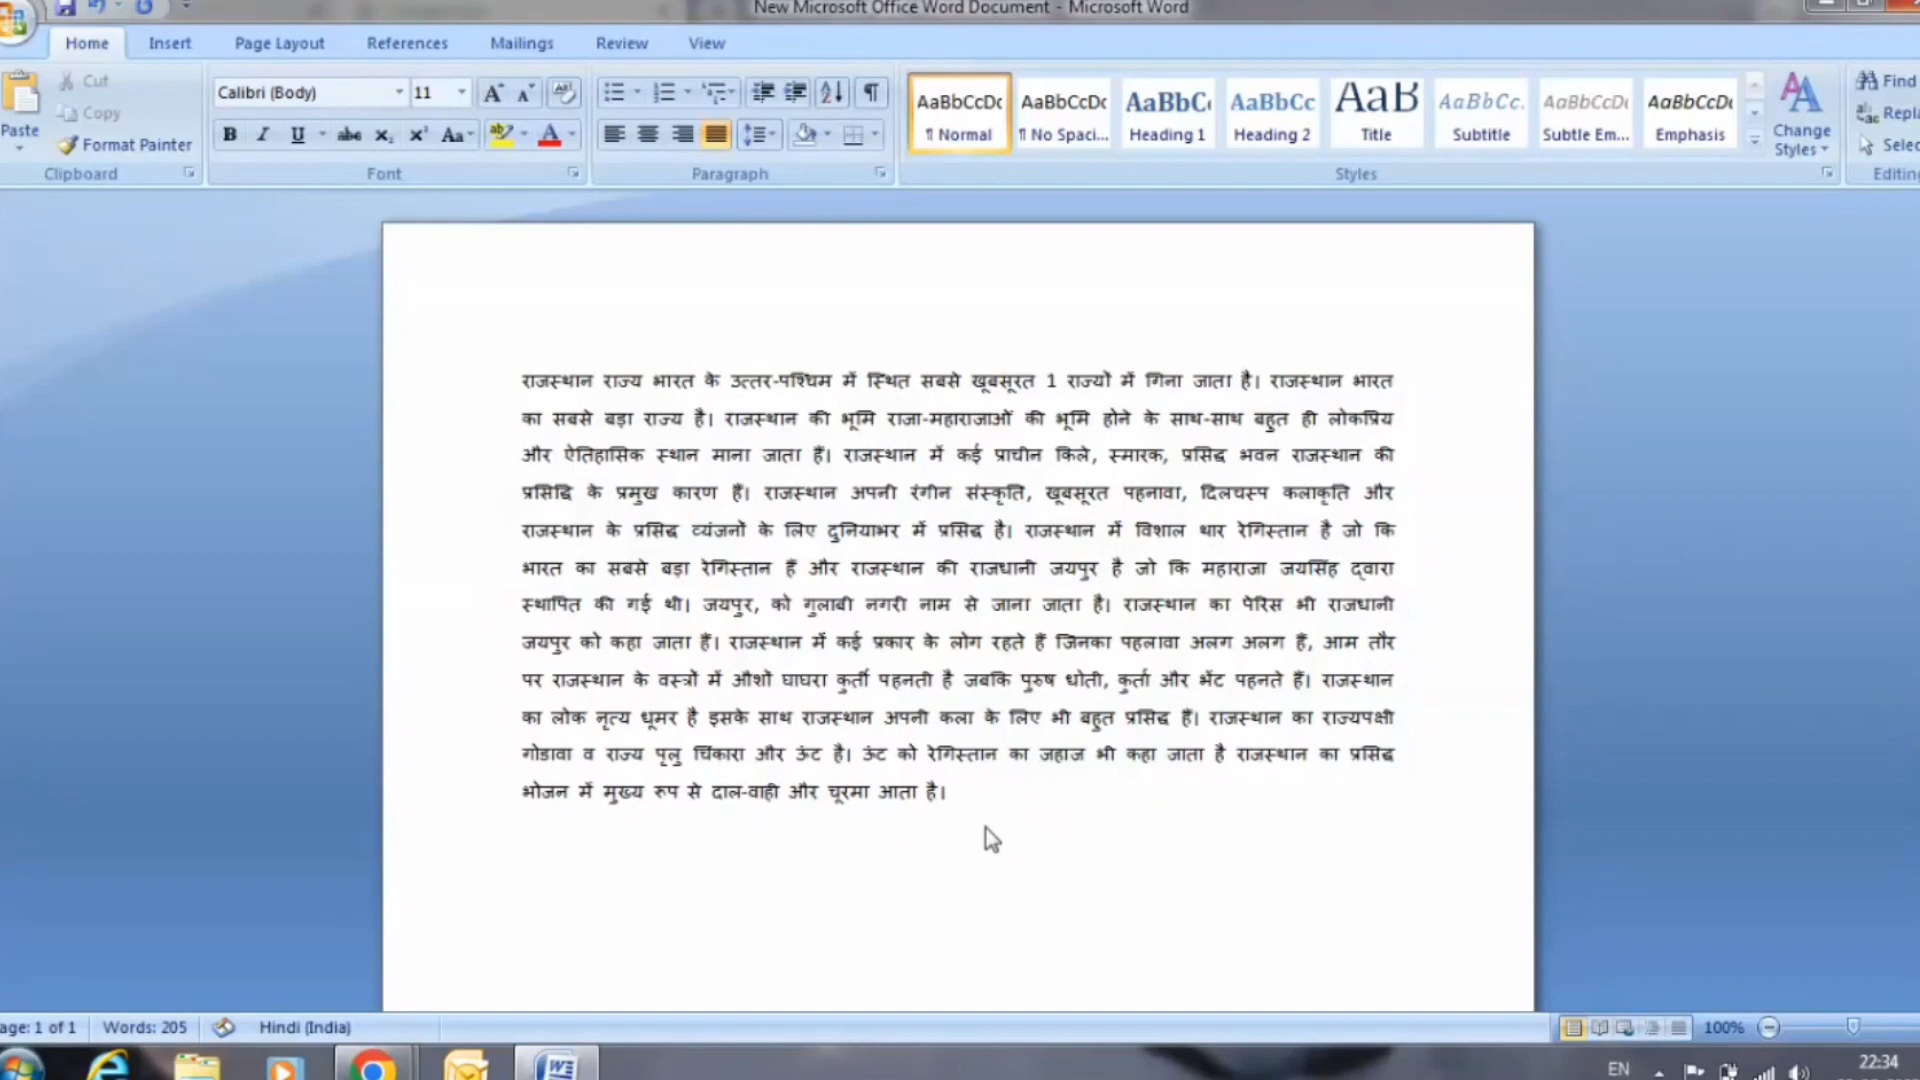 New Microsoft Office Word Document - Microsoft Word
Home Insert Page Layout References Mailings Review View
Paste
Cut
Copy
Format Painter
Clipboard
Calibri (Body) 11
Font
Paragraph
AaBbCcDc AaBbCcDc AaBbC AaBbCc AaB AaBbCc. AaBbCcDt AaBbCcDt
¶ Normal ¶ No Spaci... Heading 1 Heading 2 Title Subtitle Subtle Em... Emphasis
Change Styles
Styles
Find
Repla
Selec
Editing
राजस्थान राज्य भारत के उत्तर-पश्चिम में स्थित सबसे खूबसूरत 1 राज्यों में गिना जाता है। राजस्थान भारत
का सबसे बड़ा राज्य है। राजस्थान की भूमि राजा-महाराजाओं की भूमि होने के साथ-साथ बहुत ही लोकप्रिय
और ऐतिहासिक स्थान माना जाता हैं। राजस्थान में कई प्राचीन किले, स्मारक, प्रसिद्ध भवन राजस्थान की
प्रसिद्धि के प्रमुख कारण हैं। राजस्थान अपनी रंगीन संस्कृति, खूबसूरत पहनावा, दिलचस्प कलाकृति और
राजस्थान के प्रसिद्ध व्यंजनों के लिए दुनियाभर में प्रसिद्ध है। राजस्थान में विशाल थार रेगिस्तान है जो कि
भारत का सबसे बड़ा रेगिस्तान हैं और राजस्थान की राजधानी जयपुर है जो कि महाराजा जयसिंह द्वारा
स्थापित की गई थी। जयपुर, को गुलाबी नगरी नाम से जाना जाता है। राजस्थान का पेरिस भी राजधानी
जयपुर को कहा जाता हैं। राजस्थान में कई प्रकार के लोग रहते हैं जिनका पहलावा अलग अलग हैं, आम तौर
पर राजस्थान के वस्त्रों में औशों घाघरा कुर्ती पहनती है जबकि पुरुष धोती, कुर्ता और भेंट पहनते हैं। राजस्थान
का लोक नृत्य धूमर है इसके साथ राजस्थान अपनी कला के लिए भी बहुत प्रसिद्ध हैं। राजस्थान का राज्यपक्षी
गोडावा व राज्य पृलु चिंकारा और ऊंट है। ऊंट को रेगिस्तान का जहाज भी कहा जाता है राजस्थान का प्रसिद्ध
भोजन में मुख्य रूप से दाल-वाही और चूरमा आता है।
age: 1 of 1 Words: 205 Hindi (India) 100%
EN 22:34